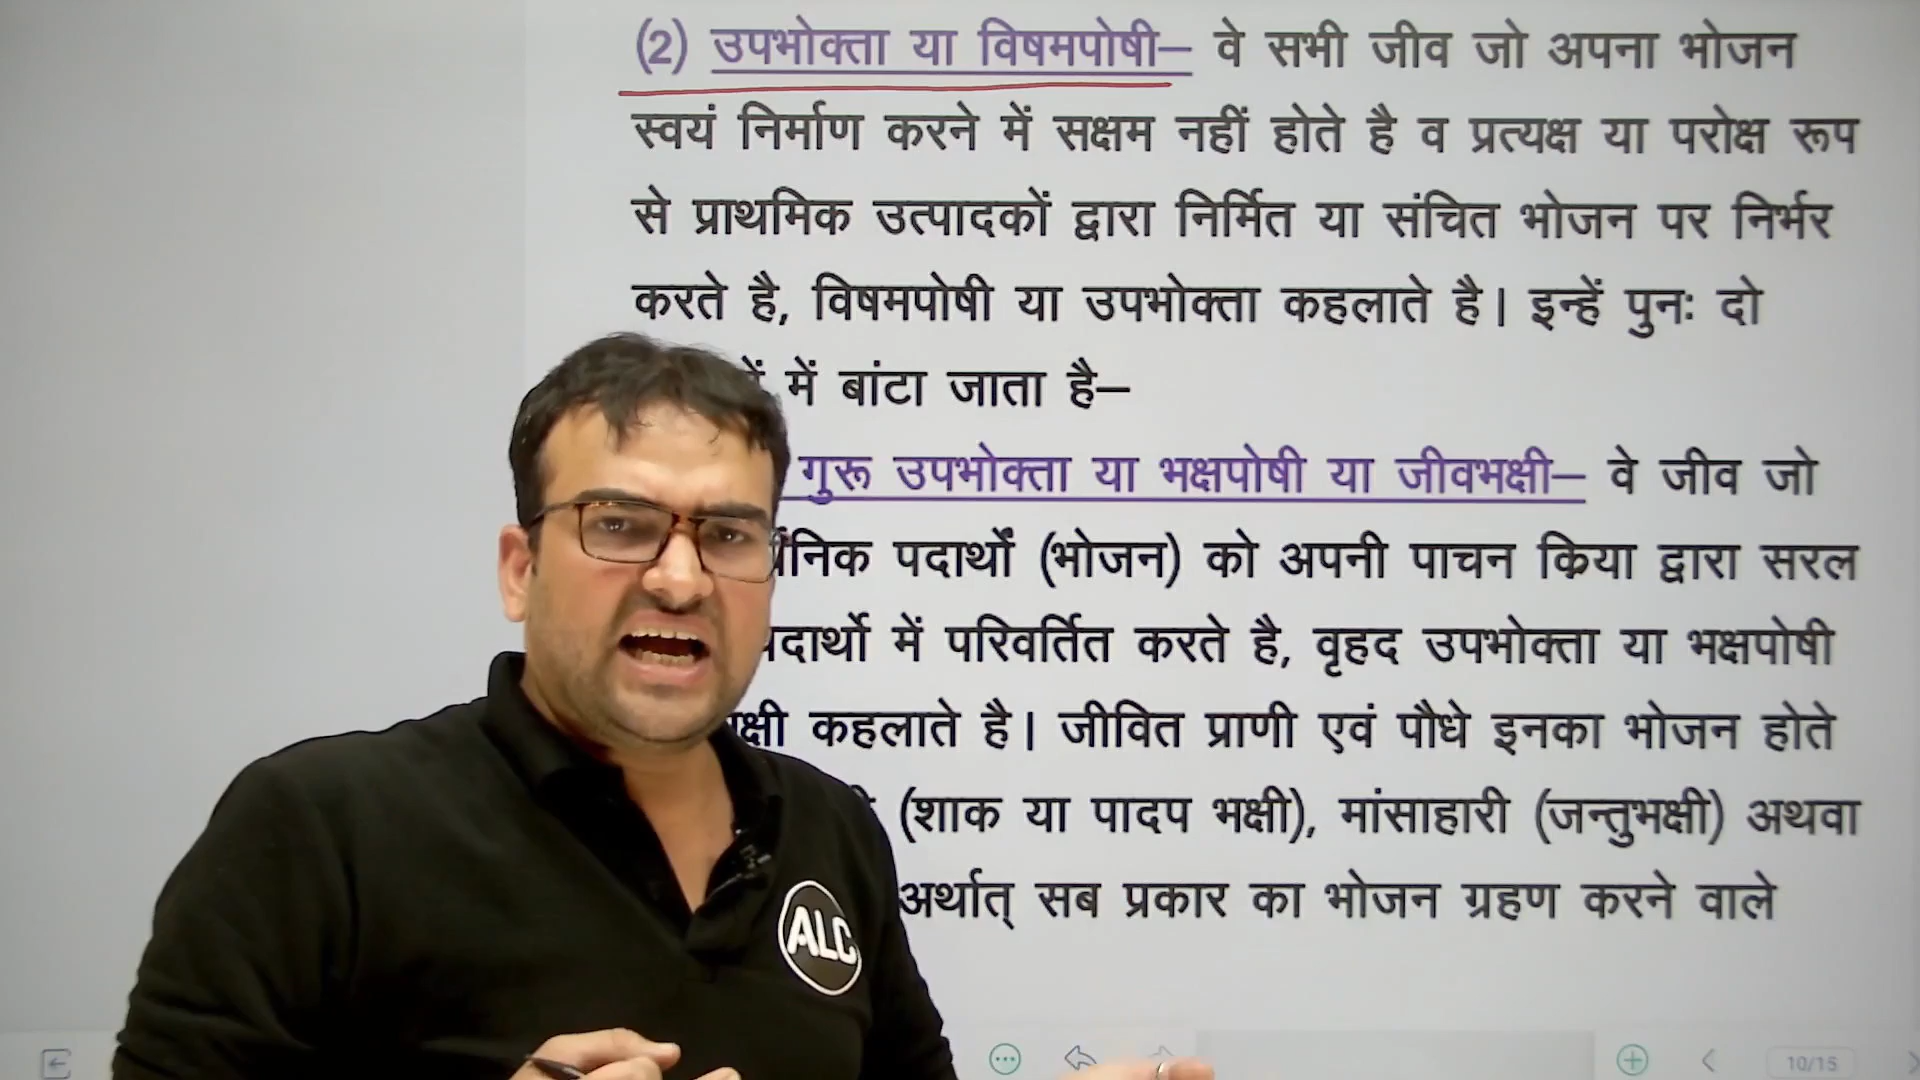 (2) उपभोक्ता या विषमपोषी– वे सभी जीव जो अपना भोजन
स्वयं निर्माण करने में सक्षम नहीं होते है व प्रत्यक्ष या परोक्ष रूप
से प्राथमिक उत्पादकों द्वारा निर्मित या संचित भोजन पर निर्भर
करते है, विषमपोषी या उपभोक्ता कहलाते है। इन्हें पुनः दो
में बांटा जाता है–
गुरू उपभोक्ता या भक्षपोषी या जीवभक्षी– वे जीव जो
पदार्थों (भोजन) को अपनी पाचन किया द्वारा सरल
पदार्थो में परिवर्तित करते है, वृहद उपभोक्ता या भक्षपोषी
कहलाते है। जीवित प्राणी एवं पौधे इनका भोजन होते
(शाक या पादप भक्षी), मांसाहारी (जन्तुभक्षी) अथवा
अर्थात् सब प्रकार का भोजन ग्रहण करने वाले
ALC
10/15